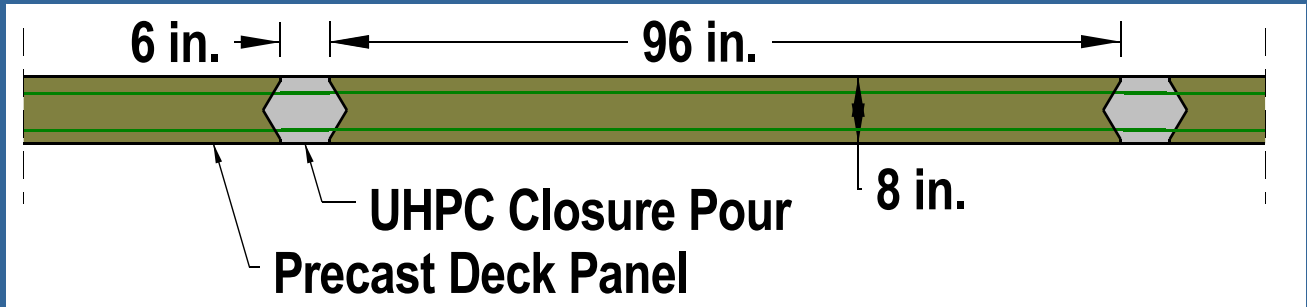 6 in.
96 in.
8 in.
UHPC Closure Pour
Precast Deck Panel